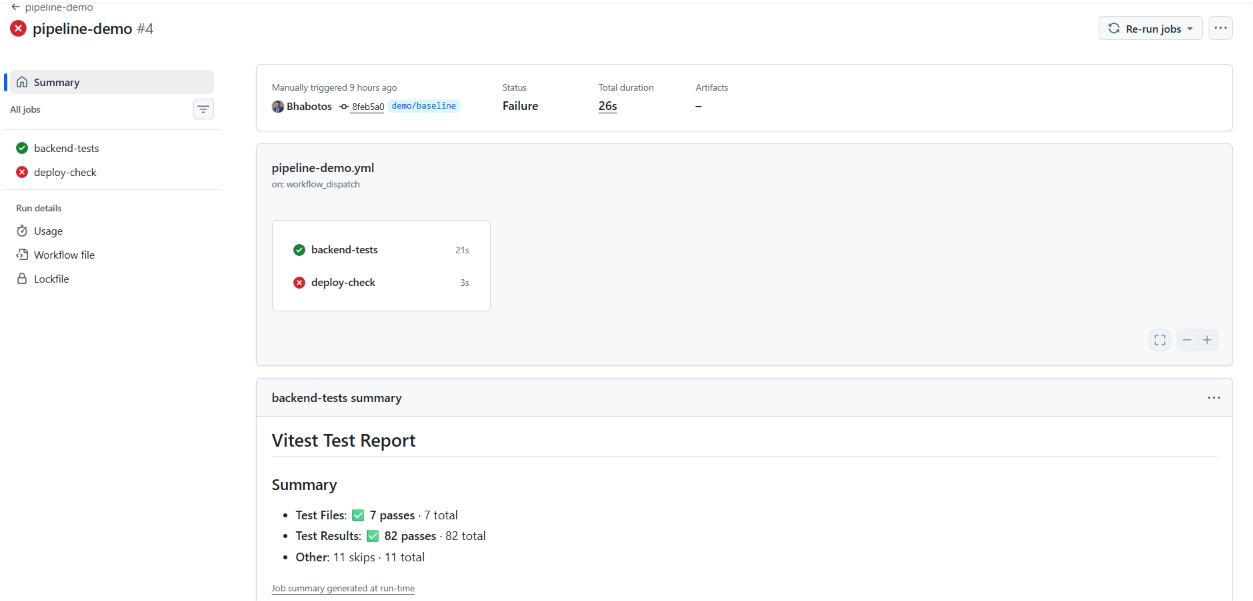 ← pipeline-demo
pipeline-demo #4
Re-run jobs
Summary
All jobs
backend-tests
deploy-check
Run details
Usage
Workflow file
Lockfile
Manually triggered 9 hours ago
Bhabotos 8feb5a0 demo/baseline
Status
Failure
Total duration
26s
Artifacts
–
pipeline-demo.yml
on: workflow_dispatch
backend-tests 21s
deploy-check 3s
backend-tests summary
Vitest Test Report
Summary
• Test Files: ✅ 7 passes · 7 total
• Test Results: ✅ 82 passes · 82 total
• Other: 11 skips · 11 total
Job summary generated at run-time